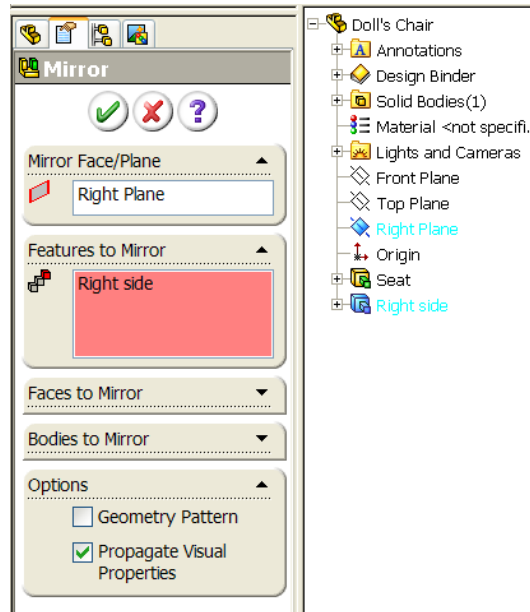 Mirror
?
Mirror Face/Plane
Right Plane
Features to Mirror
Right side
Faces to Mirror
Bodies to Mirror
Options
Geometry Pattern
Propagate Visual
Properties
Doll's Chair
A Annotations
Design Binder
Solid Bodies(1)
Material <not specifi.
Lights and Cameras
Front Plane
Top Plane
Right Plane
Origin
Seat
Right side